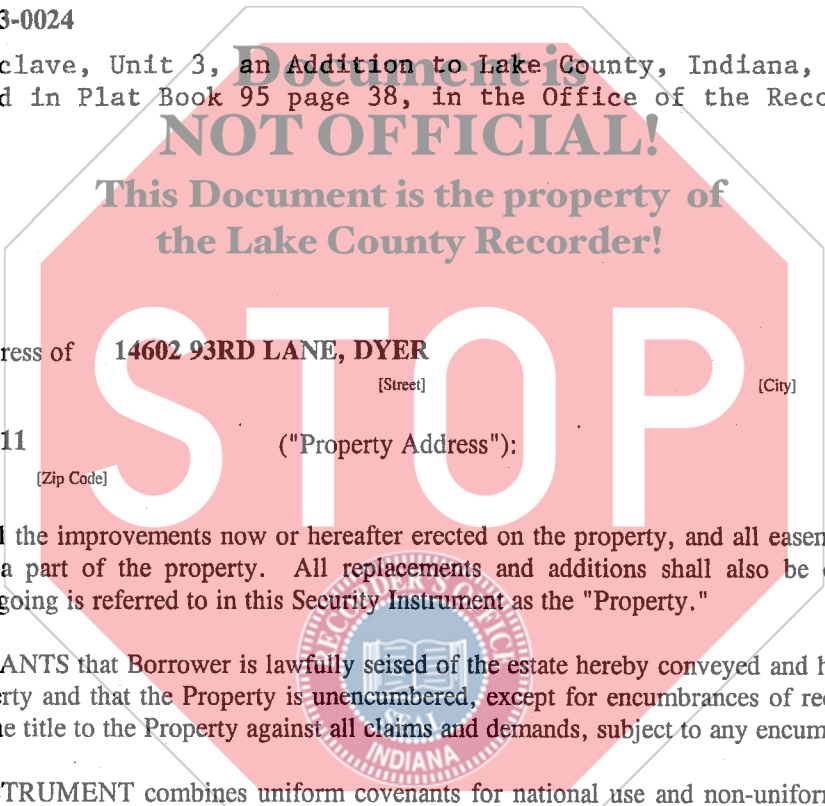 3-0024
clave, Unit 3, an Addition to Lake County, Indiana,
d in Plat Book 95 page 38, in the Office of the Reco
Document is
NOT OFFICIAL!
This Document is the property of
the Lake County Recorder!
STOP
ress of 14602 93RD LANE, DYER
[Street] [City]
11 ("Property Address"):
[Zip Code]
l the improvements now or hereafter erected on the property, and all easem
a part of the property. All replacements and additions shall also be
going is referred to in this Security Instrument as the "Property."
RECORDER'S OFFICE
ANTS that Borrower is lawfully seised of the estate hereby conveyed and h
rty and that the Property is unencumbered, except for encumbrances of rec
e title to the Property against all claims and demands, subject to any encum
SEAL
INDIANA
TRUMENT combines uniform covenants for national use and non-uniform